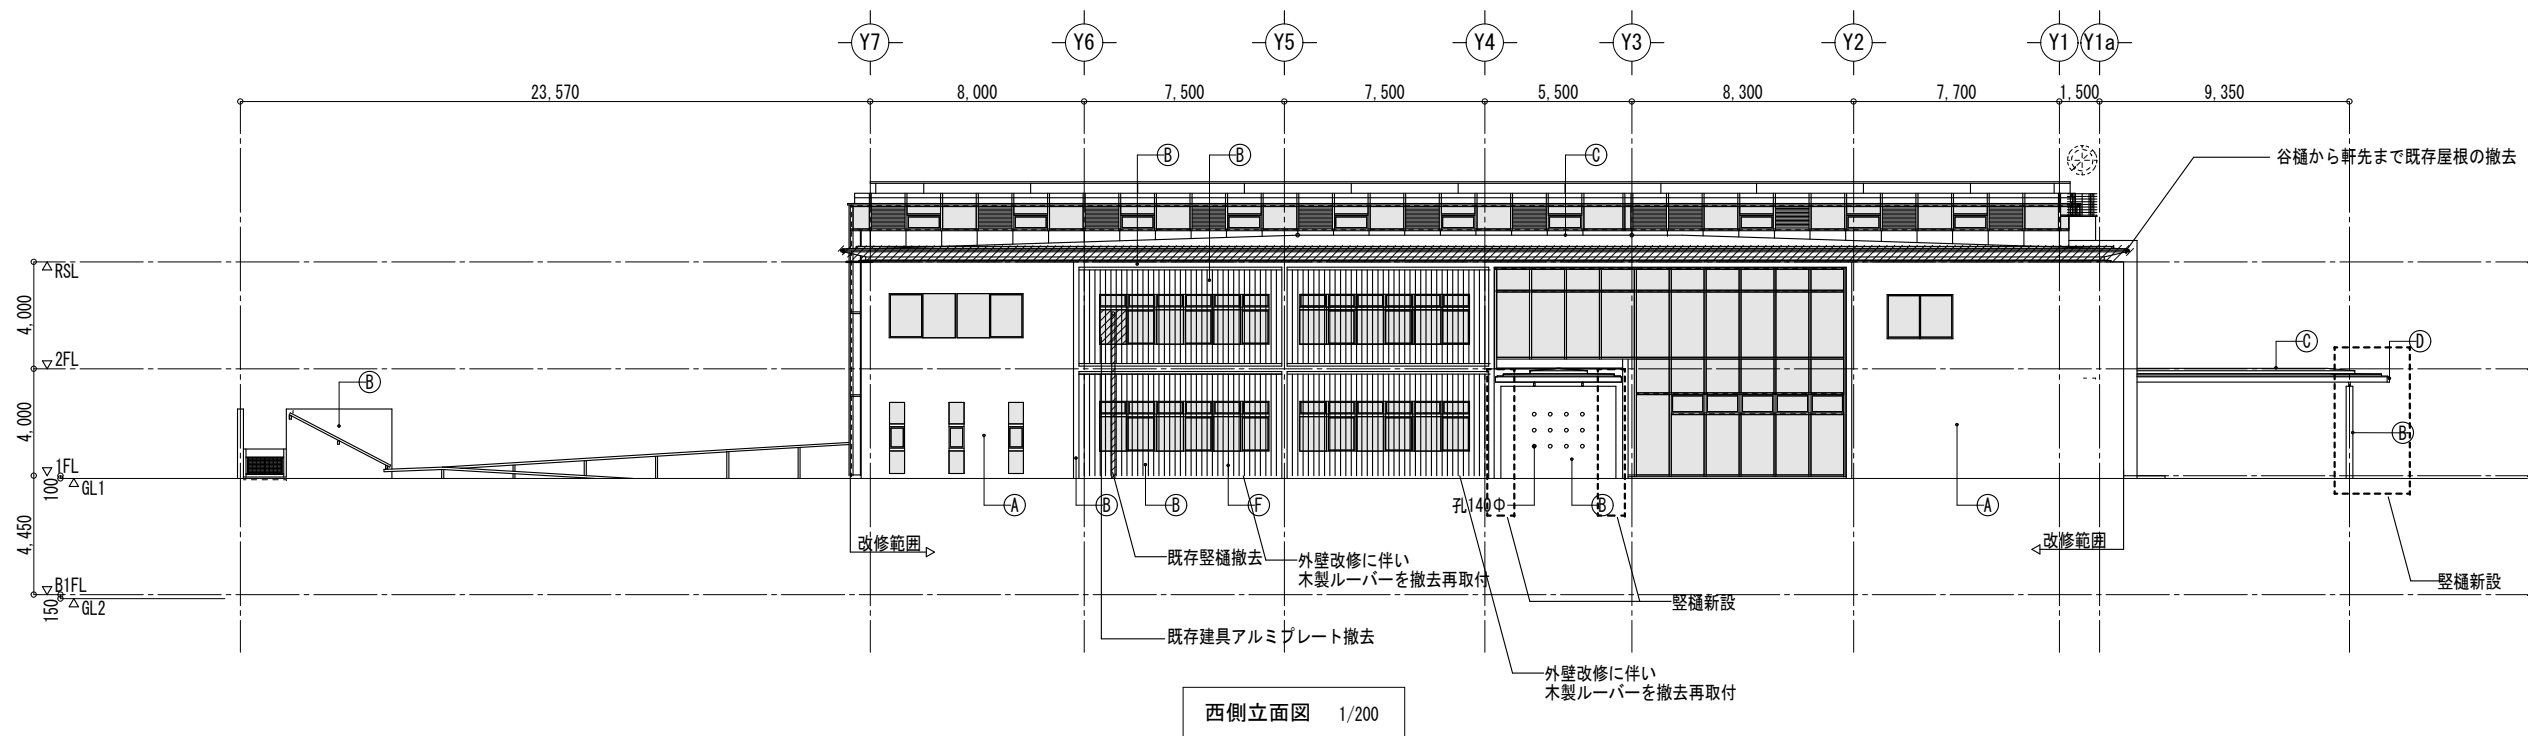 Y7 Y6 Y5 Y4 Y3 Y2 Y1 Y1a
23,570 8,000 7,500 7,500 5,500 8,300 7,700 1,500 9,350
B B C
谷樋から軒先まで既存屋根の撤去
RSL
4,000
2FL
C D
B
4,000
B
1FL
100
GL1
A B B F 孔140Φ B A
4,450
改修範囲
改修範囲
既存竪樋撤去
外壁改修に伴い
木製ルーバーを撤去再取付
B1FL
150
GL2
竪樋新設
竪樋新設
既存建具アルミプレート撤去
外壁改修に伴い
木製ルーバーを撤去再取付
西側立面図 1/200